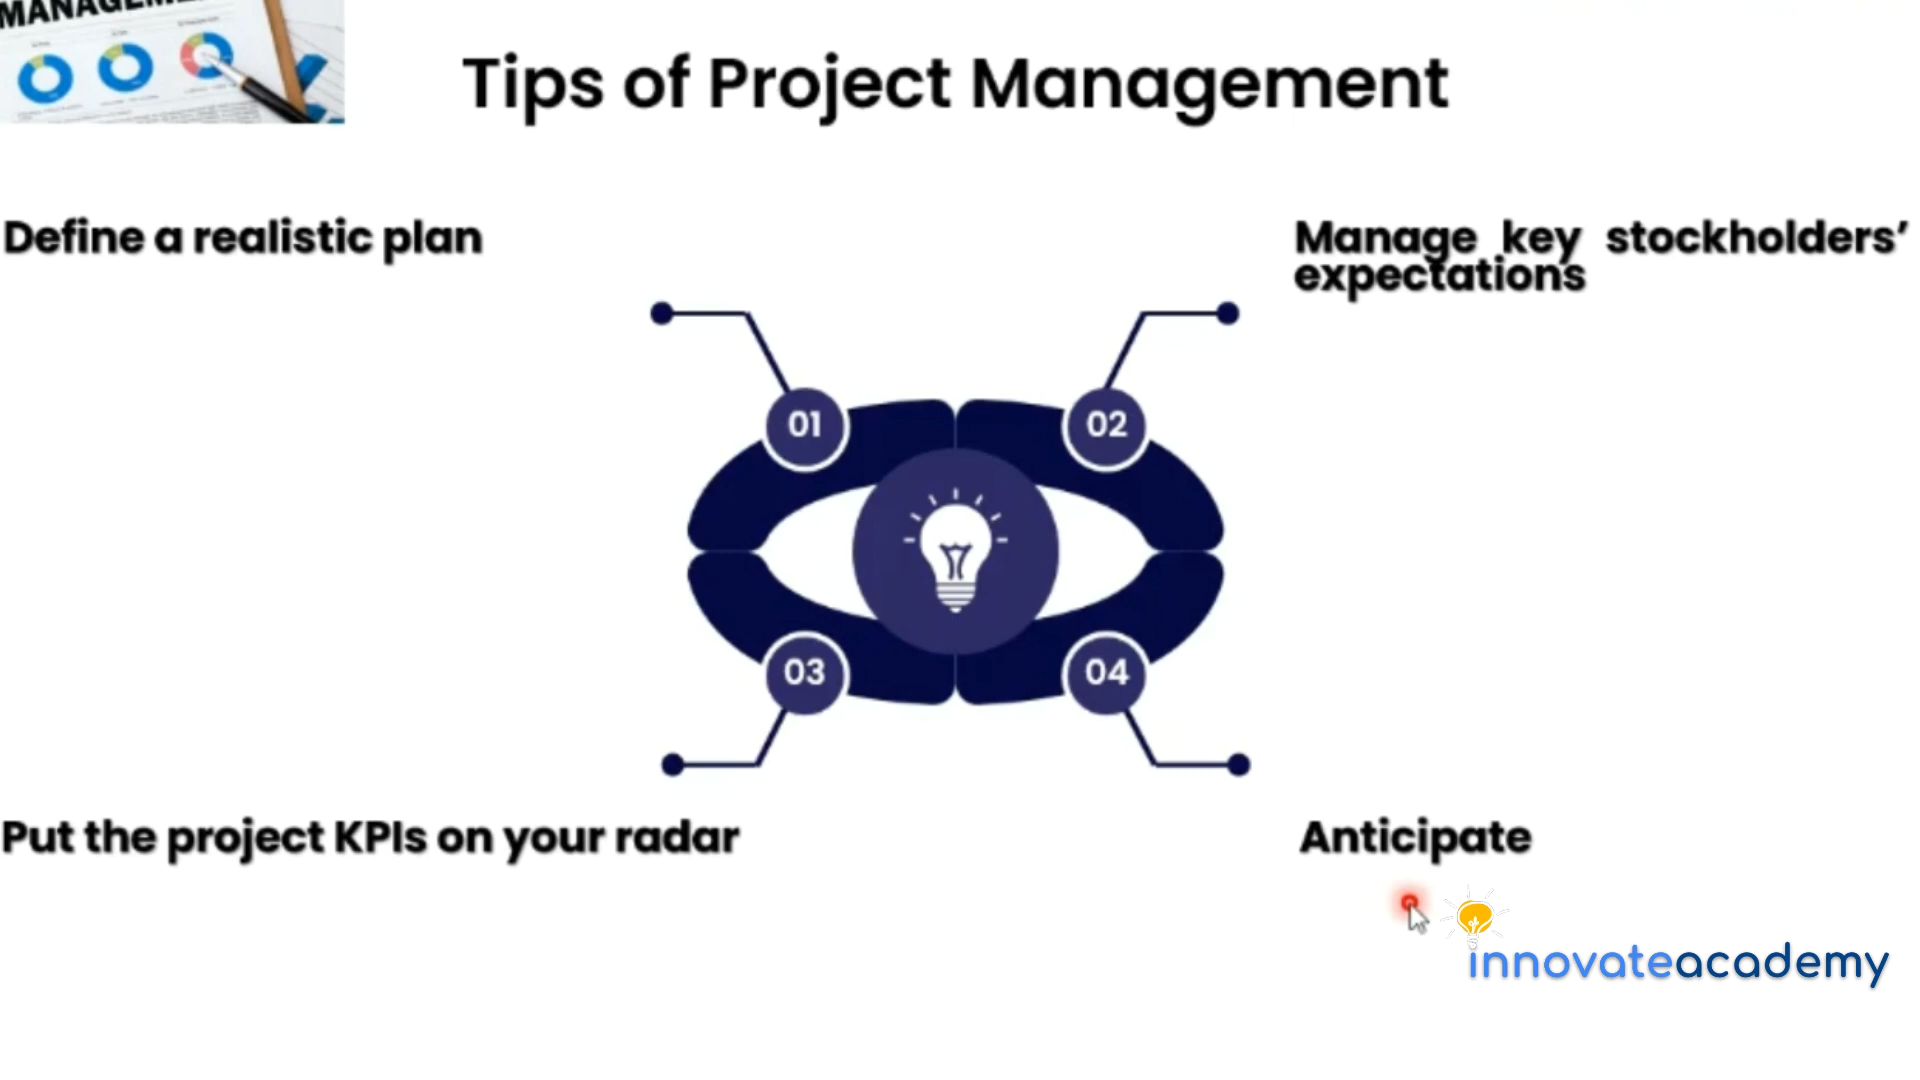 Tips of Project Management
Define a realistic plan
Manage key stockholders’
expectations
01
02
03
04
Put the project KPIs on your radar
Anticipate
innovateacademy